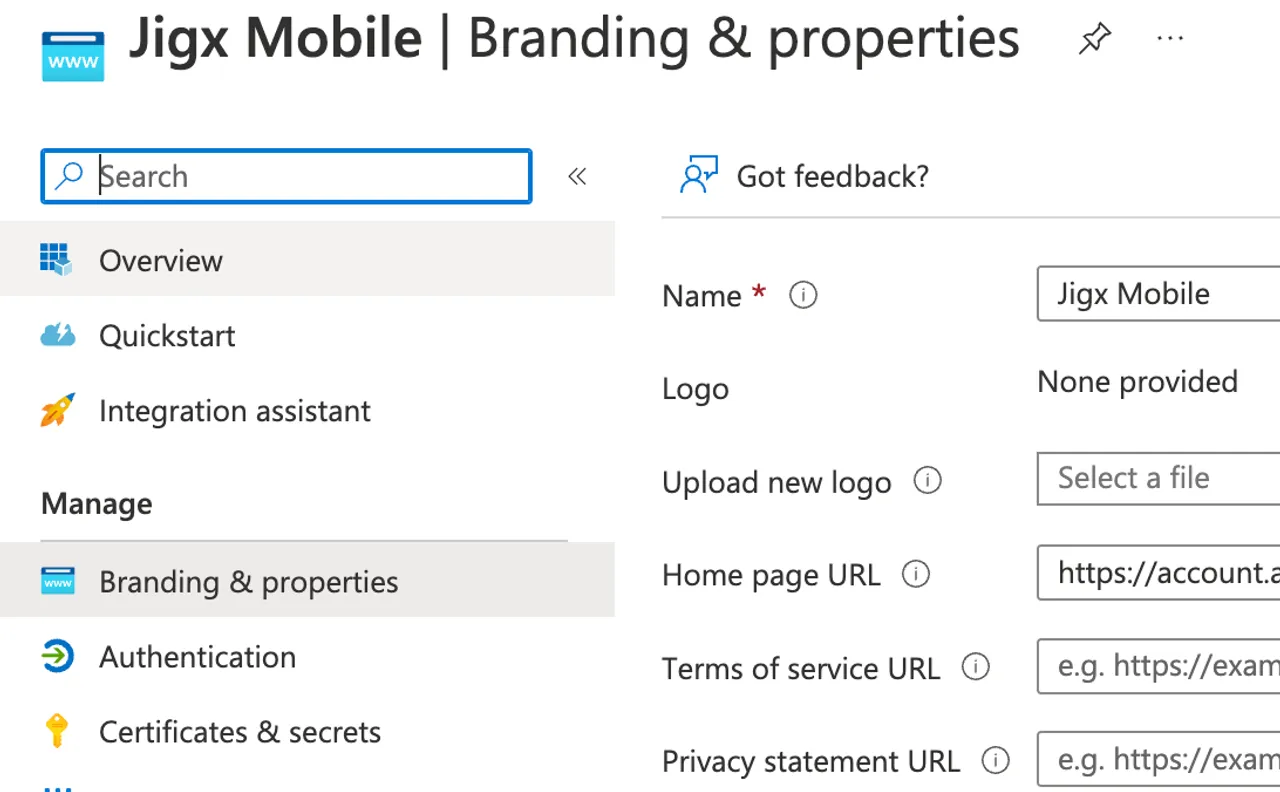 Jigx Mobile | Branding & properties
Search
Got feedback?
Overview
Quickstart
Integration assistant
Manage
Branding & properties
Authentication
Certificates & secrets
Name *
Jigx Mobile
Logo
None provided
Upload new logo
Select a file
Home page URL
https://account.a
Terms of service URL
e.g. https://exam
Privacy statement URL
e.g. https://exam